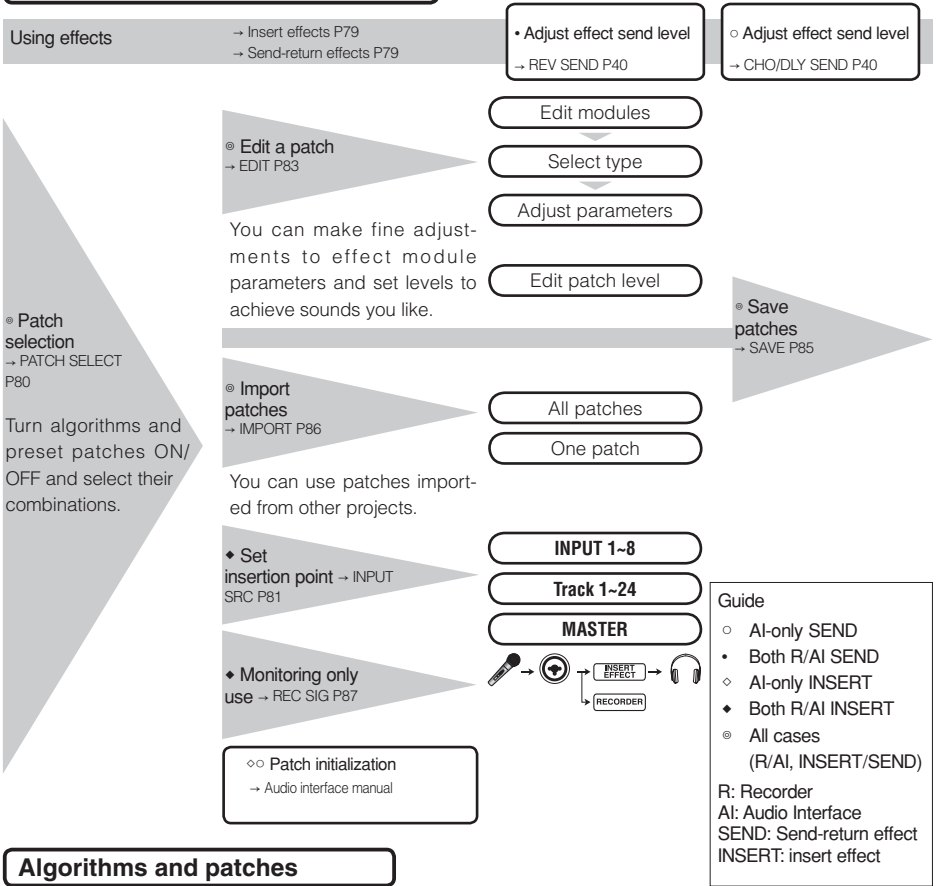 Using effects
→ Insert effects P79
→ Send-return effects P79
• Adjust effect send level
→ REV SEND P40
○ Adjust effect send level
→ CHO/DLY SEND P40
◎ Patch
selection
→ PATCH SELECT
P80
Turn algorithms and
preset patches ON/
OFF and select their
combinations.
◎ Edit a patch
→ EDIT P83
You can make fine adjust-
ments to effect module
parameters and set levels to
achieve sounds you like.
Edit modules
Select type
Adjust parameters
Edit patch level
◎ Save
patches
→ SAVE P85
◎ Import
patches
→ IMPORT P86
You can use patches import-
ed from other projects.
All patches
One patch
◆ Set
insertion point → INPUT
SRC P81
INPUT 1~8
Track 1~24
MASTER
◆ Monitoring only
use → REC SIG P87
→ → INSERT EFFECT →
RECORDER
◇○ Patch initialization
→ Audio interface manual
Guide
○ AI-only SEND
• Both R/AI SEND
◇ AI-only INSERT
◆ Both R/AI INSERT
◎ All cases
(R/AI, INSERT/SEND)
R: Recorder
AI: Audio Interface
SEND: Send-return effect
INSERT: insert effect
Algorithms and patches